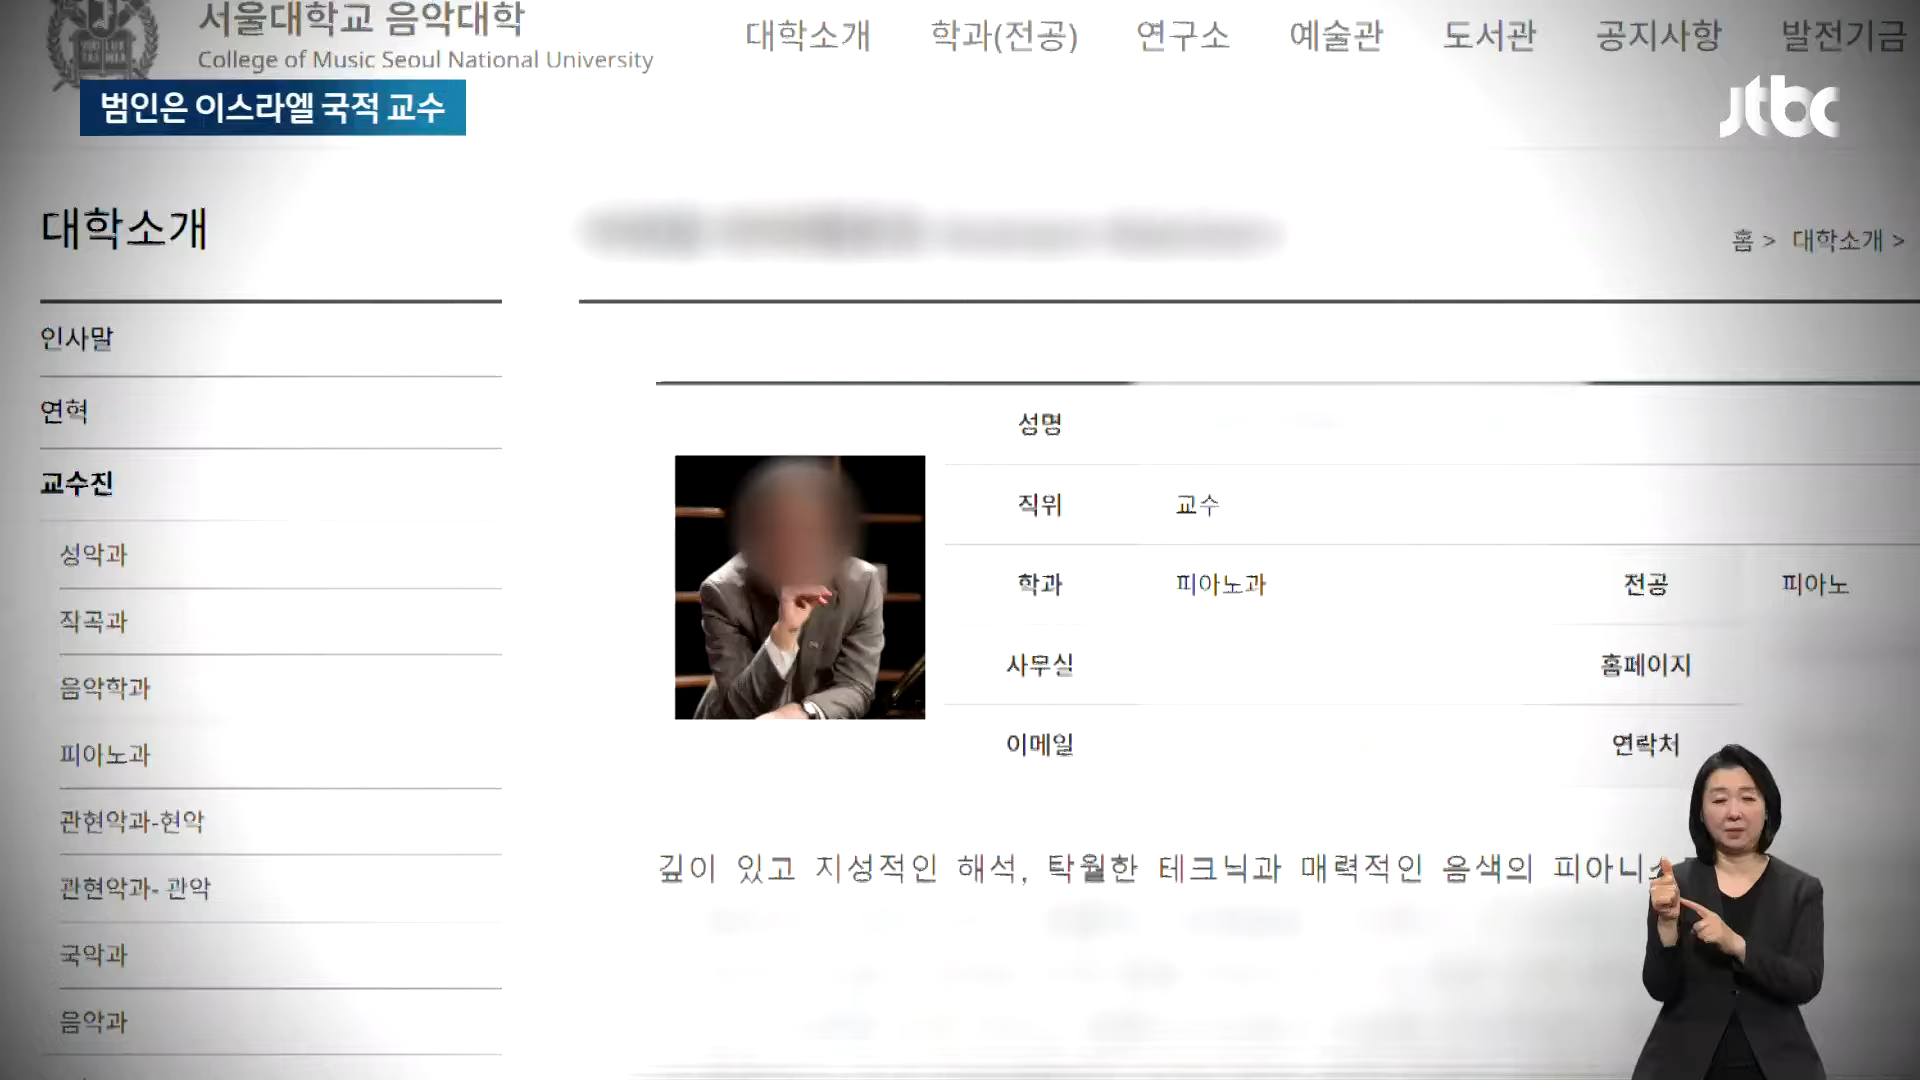 서울대학교 음악대학
College of Music Seoul National University
대학소개 학과(전공) 연구소 예술관 도서관 공지사항 발전기금
범인은 이스라엘 국적 교수
jtbc
대학소개
홈 > 대학소개 >
인사말
연혁
교수진
성악과
작곡과
음악학과
피아노과
관현악과-현악
관현악과- 관악
국악과
음악과
성명
직위 교수
학과 피아노과 전공 피아노
사무실 홈페이지
이메일 연락처
깊이 있고 지성적인 해석, 탁월한 테크닉과 매력적인 음색의